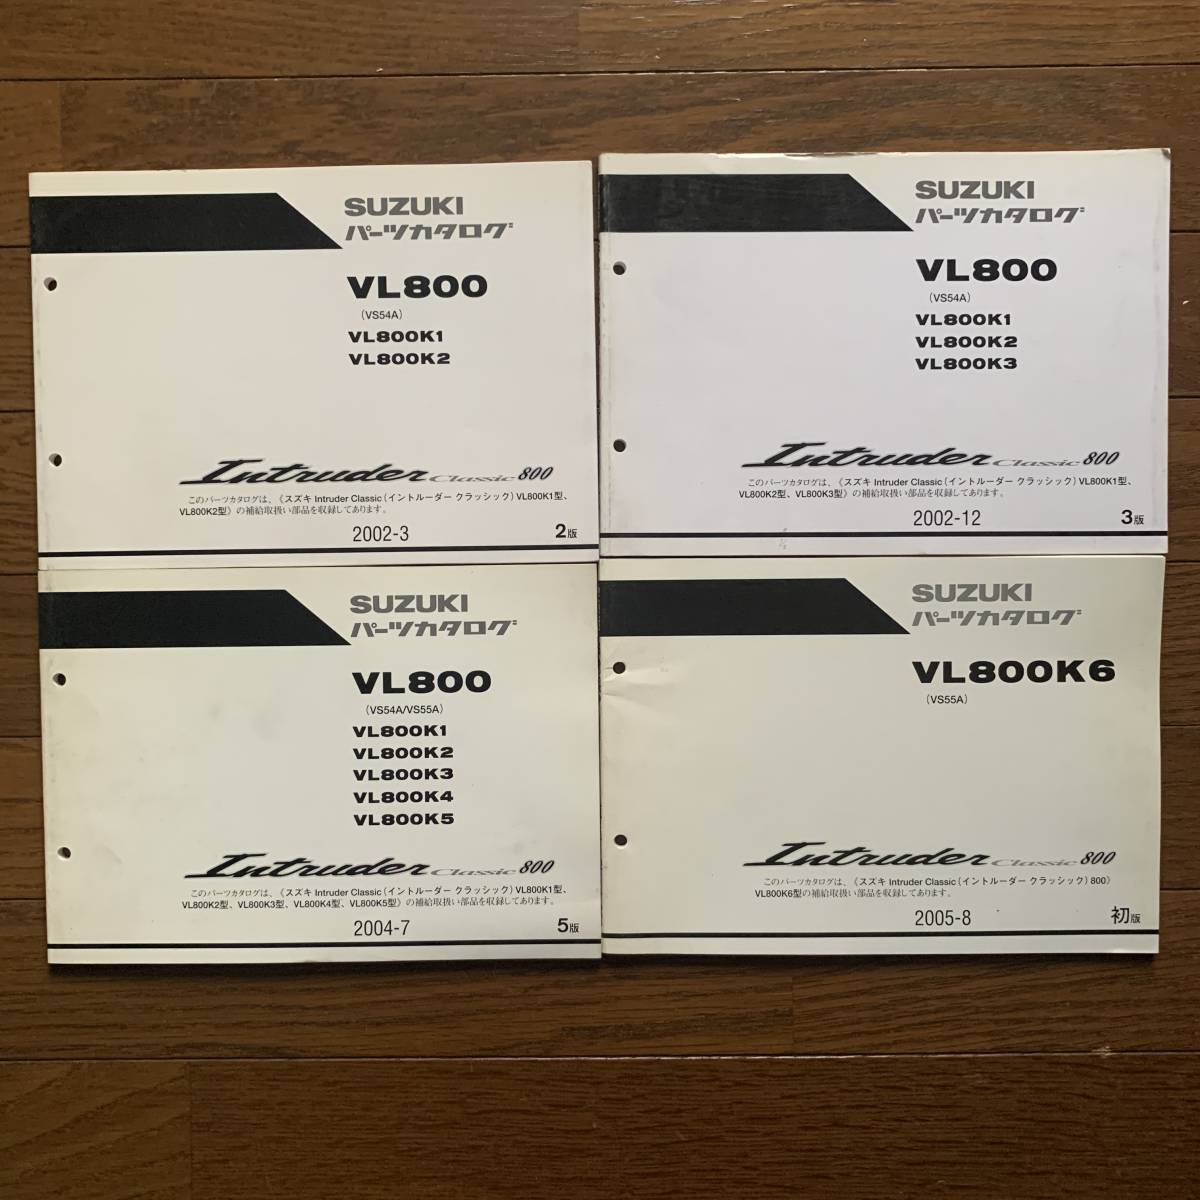 SUZUKI
パーツカタログ
VL800
(VS54A)
VL800K1
VL800K2
Intruder Classic 800
このパーツカタログは、《スズキ Intruder Classic（イントルーダー クラッシック）VL800K1型、
VL800K2型》の補給取扱い部品を収録してあります。
2002-3 2版
SUZUKI
パーツカタログ
VL800
(VS54A)
VL800K1
VL800K2
VL800K3
Intruder Classic 800
このパーツカタログは、《スズキ Intruder Classic（イントルーダー クラッシック）VL800K1型、
VL800K2型、VL800K3型》の補給取扱い部品を収録してあります。
2002-12 3版
SUZUKI
パーツカタログ
VL800
(VS54A/VS55A)
VL800K1
VL800K2
VL800K3
VL800K4
VL800K5
Intruder Classic 800
このパーツカタログは、《スズキ Intruder Classic（イントルーダー クラッシック）VL800K1型、
VL800K2型、VL800K3型、VL800K4型、VL800K5型》の補給取扱い部品を収録してあります。
2004-7 5版
SUZUKI
パーツカタログ
VL800K6
(VS55A)
Intruder Classic 800
このパーツカタログは、《スズキ Intruder Classic（イントルーダー クラッシック）800》
VL800K6型の補給取扱い部品を収録してあります。
2005-8 初版